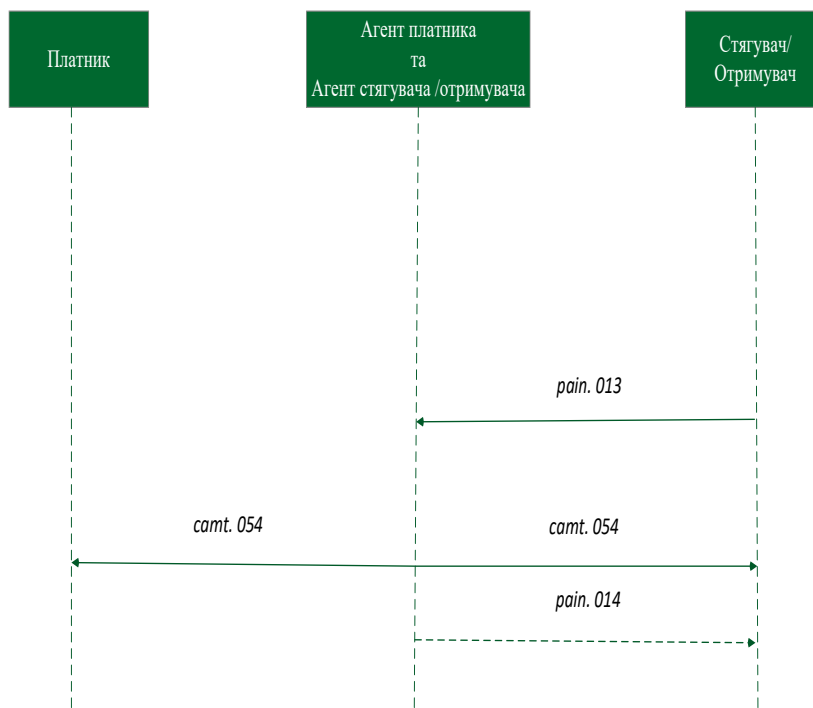 Платник
Агент платника
та
Агент стягувача /отримувача
Стягувач/
Отримувач
pain. 013
camt. 054
camt. 054
pain. 014